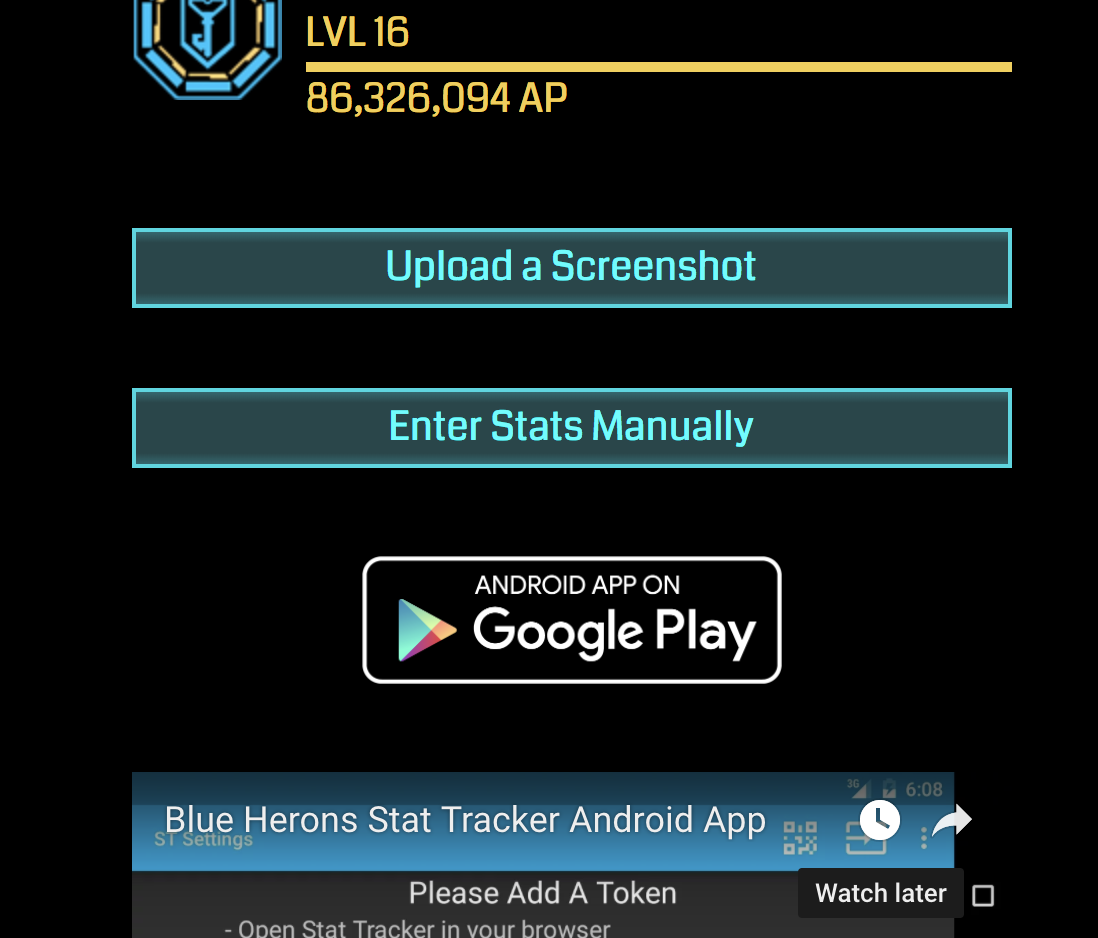 LVL 16
86,326,094 AP
Upload a Screenshot
Enter Stats Manually
ANDROID APP ON
Google Play
3G 6:08
Blue Herons Stat Tracker Android App
ST Settings
Please Add A Token
Watch later
- Open Stat Tracker in your browser